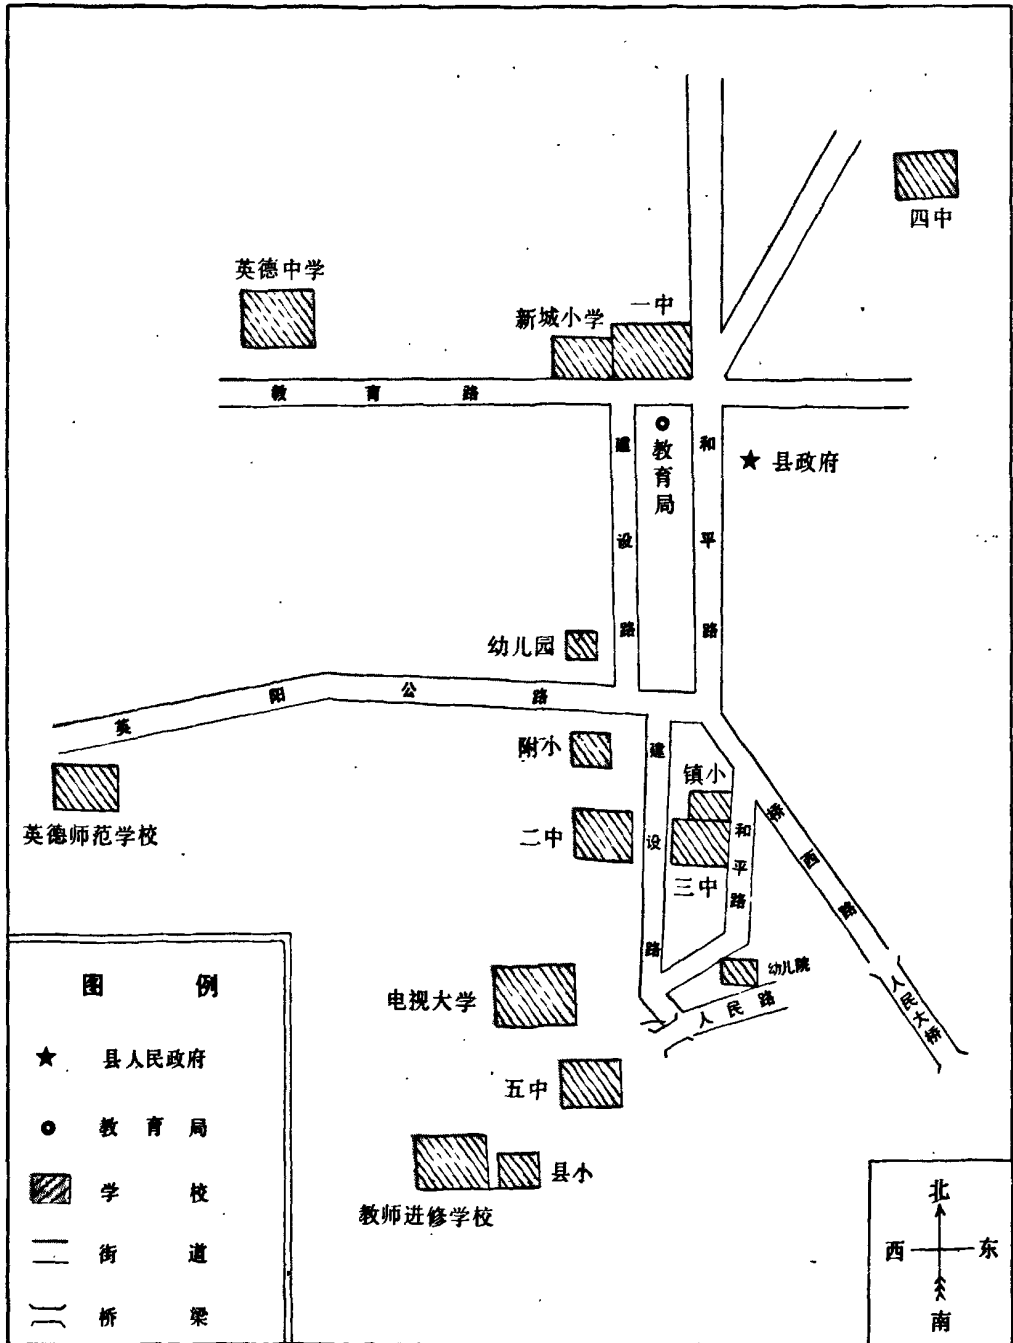 四中
英德中学
一中
新城小学
教育路
建设路
教育局
和平路
县政府
幼儿园
英阳公路
附小
建设路
镇小
二中
三中
和平路
桥西路
幼儿院
人民路
人民大桥
电视大学
五中
县小
教师进修学校
英德师范学校
图例
县人民政府
教育局
学校
街道
桥梁
北
西 东
南